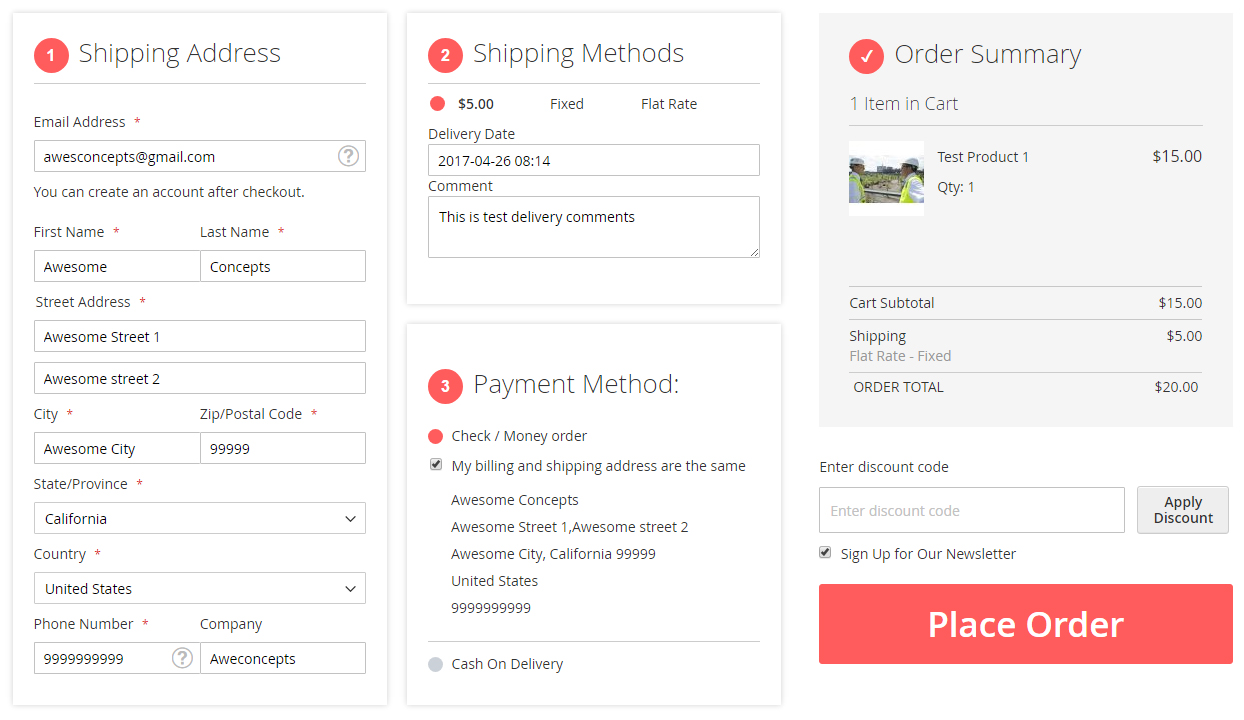 1 Shipping Address
Email Address *
awesconcepts@gmail.com ?
You can create an account after checkout.
First Name * Last Name *
Awesome Concepts
Street Address *
Awesome Street 1
Awesome street 2
City * Zip/Postal Code *
Awesome City 99999
State/Province *
California
Country *
United States
Phone Number * Company
9999999999 ? Aweconcepts
2 Shipping Methods
$5.00 Fixed Flat Rate
Delivery Date
2017-04-26 08:14
Comment
This is test delivery comments
3 Payment Method:
Check / Money order
My billing and shipping address are the same
Awesome Concepts
Awesome Street 1,Awesome street 2
Awesome City, California 99999
United States
9999999999
Cash On Delivery
Order Summary
1 Item in Cart
Test Product 1 $15.00
Qty: 1
Cart Subtotal $15.00
Shipping $5.00
Flat Rate - Fixed
ORDER TOTAL $20.00
Enter discount code
Enter discount code
Apply
Discount
Sign Up for Our Newsletter
Place Order